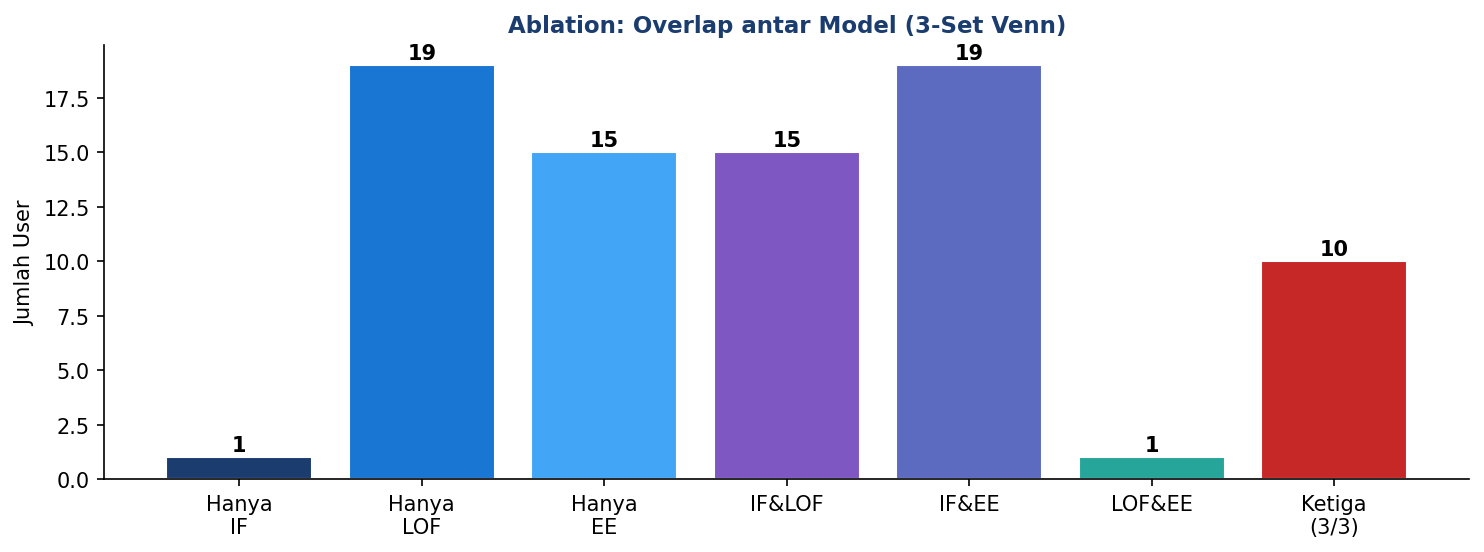 Ablation: Overlap antar Model (3-Set Venn)
Jumlah User
17.5
15.0
12.5
10.0
7.5
5.0
2.5
0.0
1
19
15
15
19
1
10
Hanya
IF
Hanya
LOF
Hanya
EE
IF&LOF
IF&EE
LOF&EE
Ketiga
(3/3)